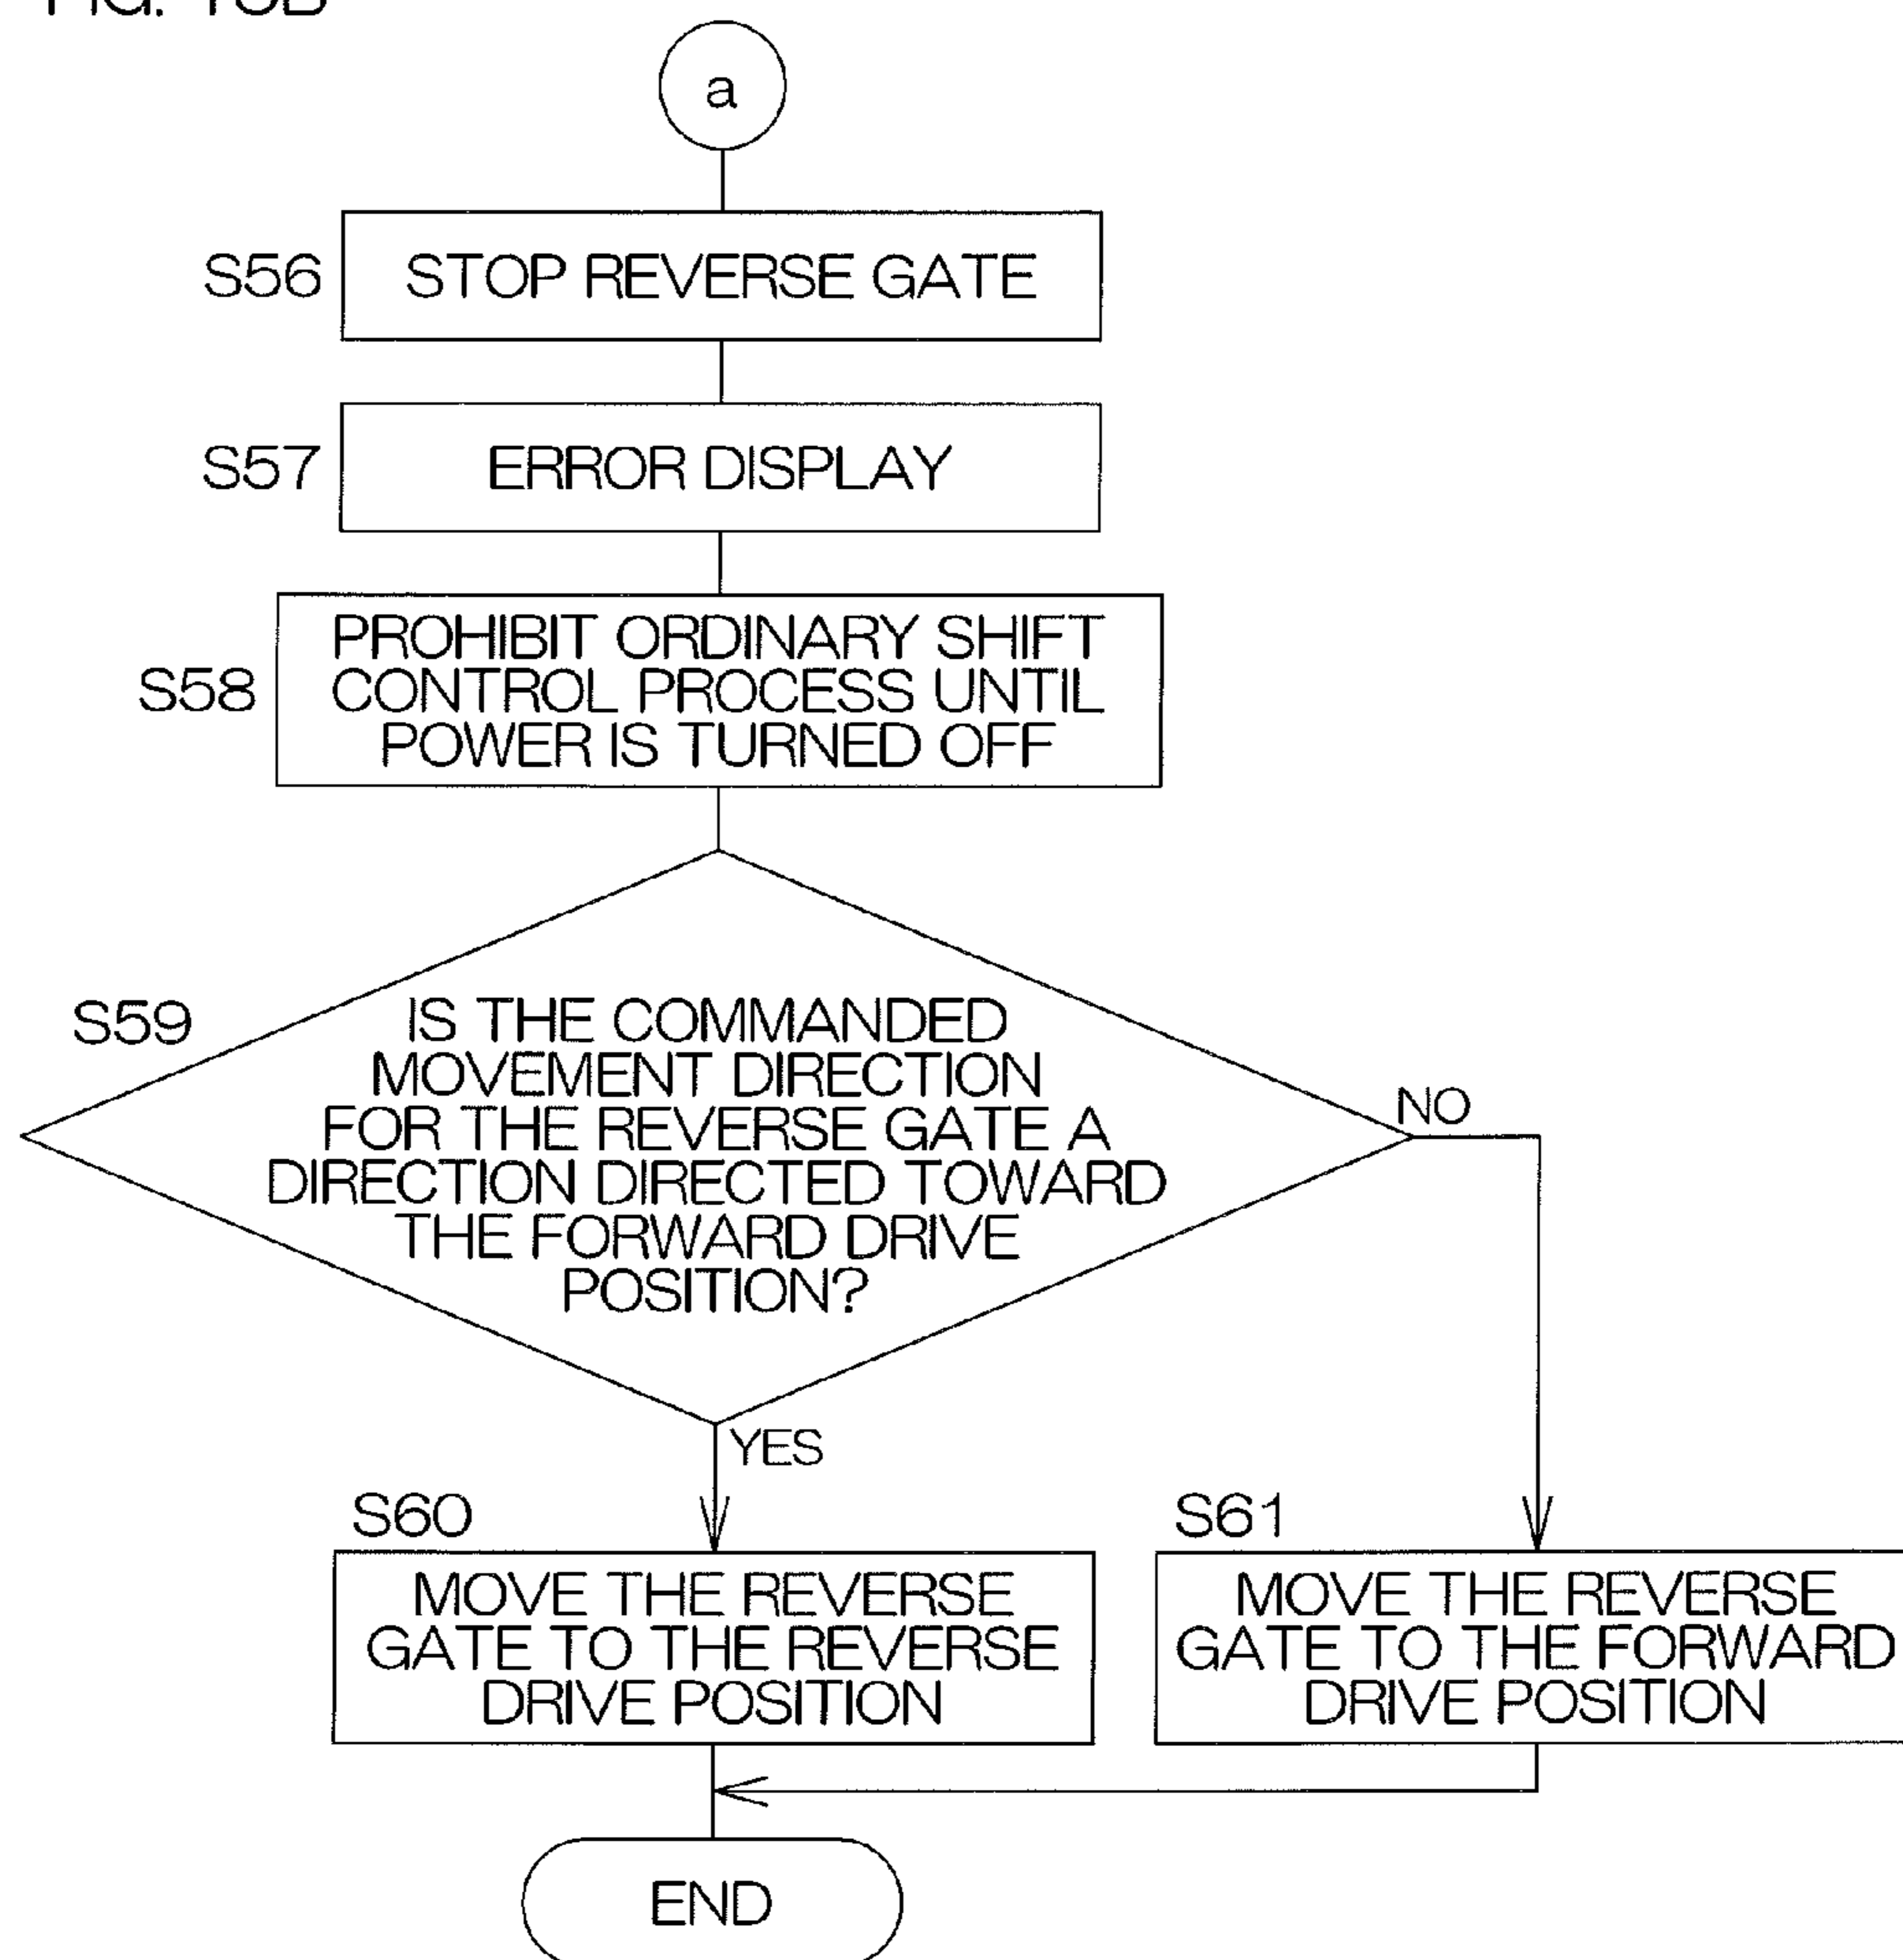 a
S56
STOP REVERSE GATE
S57
ERROR DISPLAY
S58
PROHIBIT ORDINARY SHIFT
CONTROL PROCESS UNTIL
POWER IS TURNED OFF
S59
IS THE COMMANDED
MOVEMENT DIRECTION
FOR THE REVERSE GATE A
DIRECTION DIRECTED TOWARD
THE FORWARD DRIVE
POSITION?
NO
YES
S60
MOVE THE REVERSE
GATE TO THE REVERSE
DRIVE POSITION
S61
MOVE THE REVERSE
GATE TO THE FORWARD
DRIVE POSITION
END